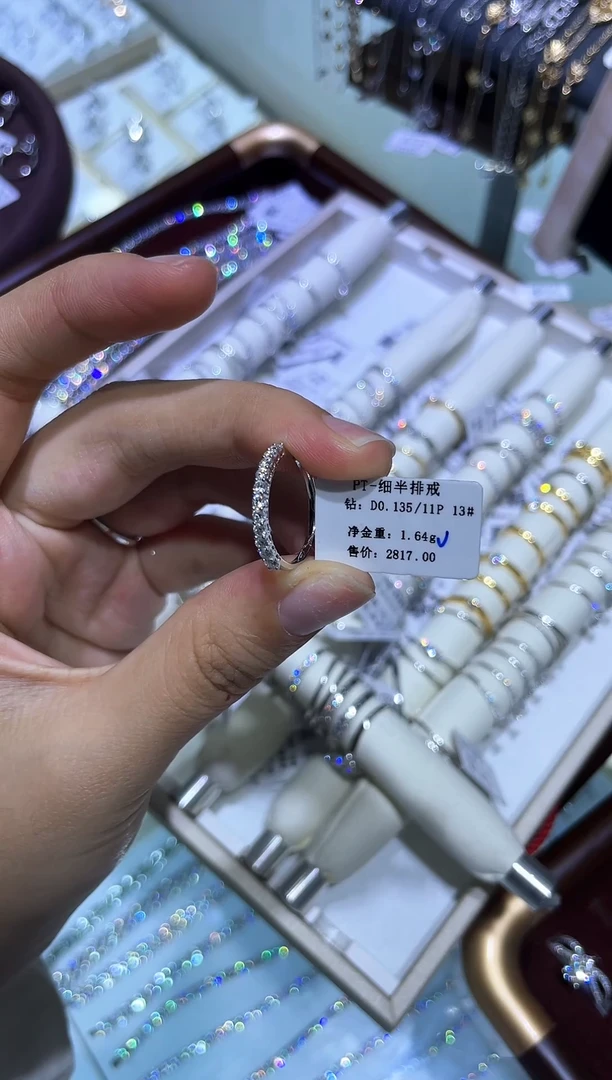 PT-细半排戒
钻: D0.135/11P 13#
净金重: 1.64g
售价: 2817.00